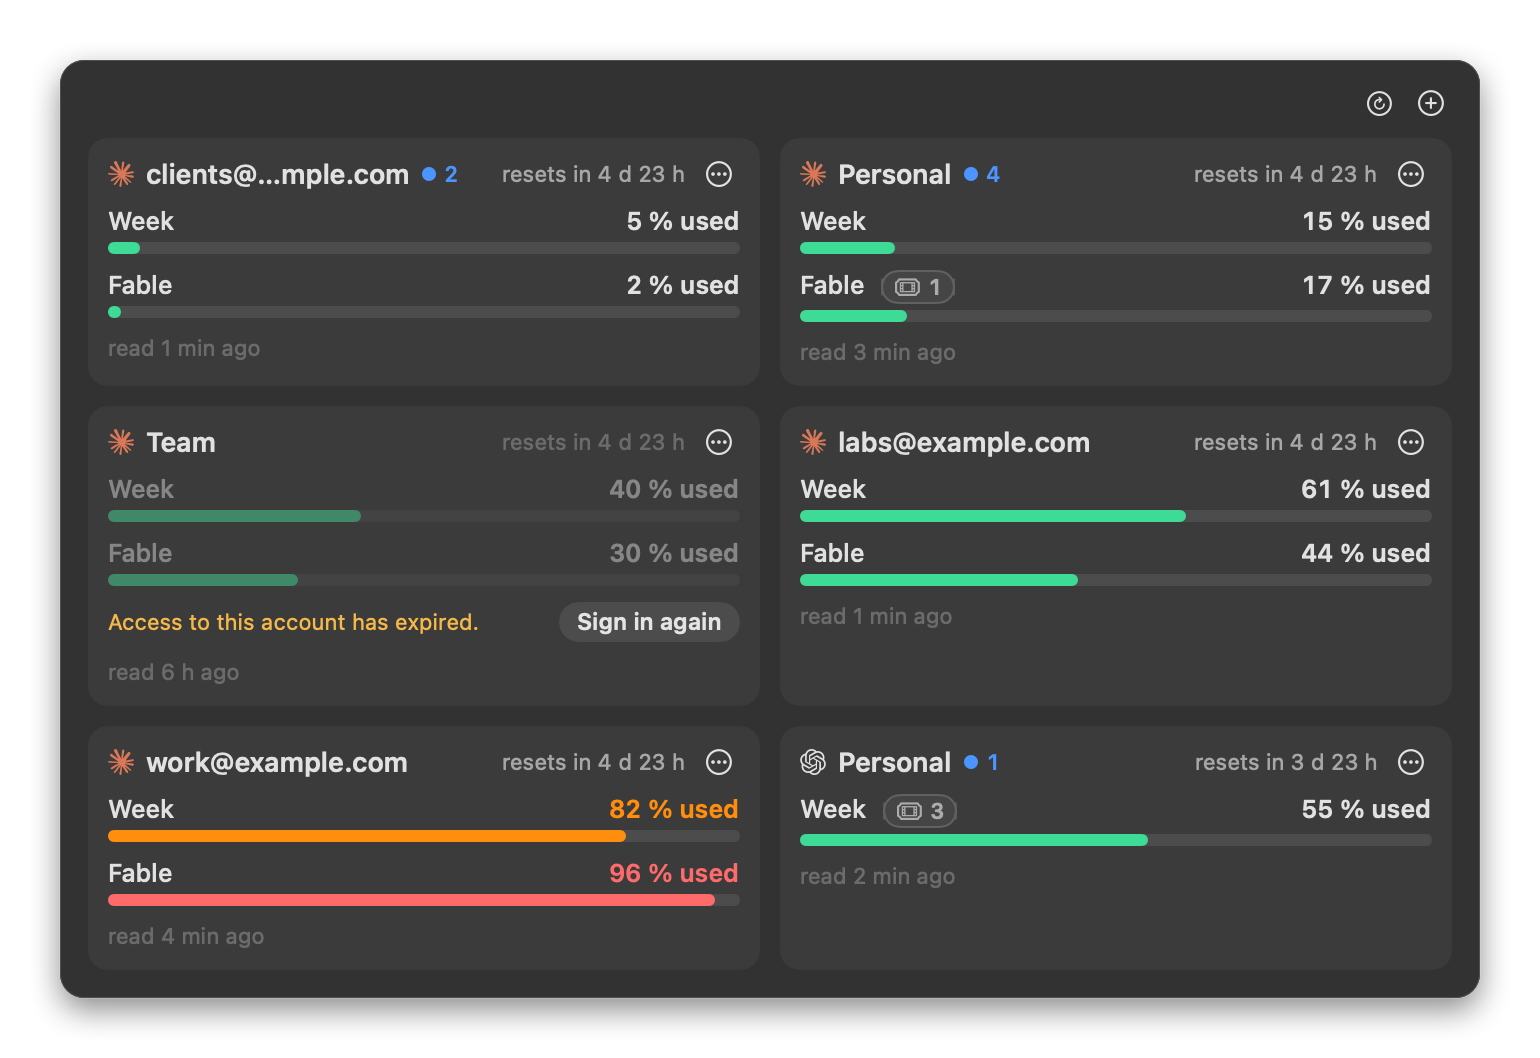 clients@...mple.com 2 resets in 4 d 23 h
Week 5 % used
Fable 2 % used
read 1 min ago
Personal 4 resets in 4 d 23 h
Week 15 % used
Fable 1 17 % used
read 3 min ago
Team resets in 4 d 23 h
Week 40 % used
Fable 30 % used
Access to this account has expired. Sign in again
read 6 h ago
labs@example.com resets in 4 d 23 h
Week 61 % used
Fable 44 % used
read 1 min ago
work@example.com resets in 4 d 23 h
Week 82 % used
Fable 96 % used
read 4 min ago
Personal 1 resets in 3 d 23 h
Week 3 55 % used
read 2 min ago